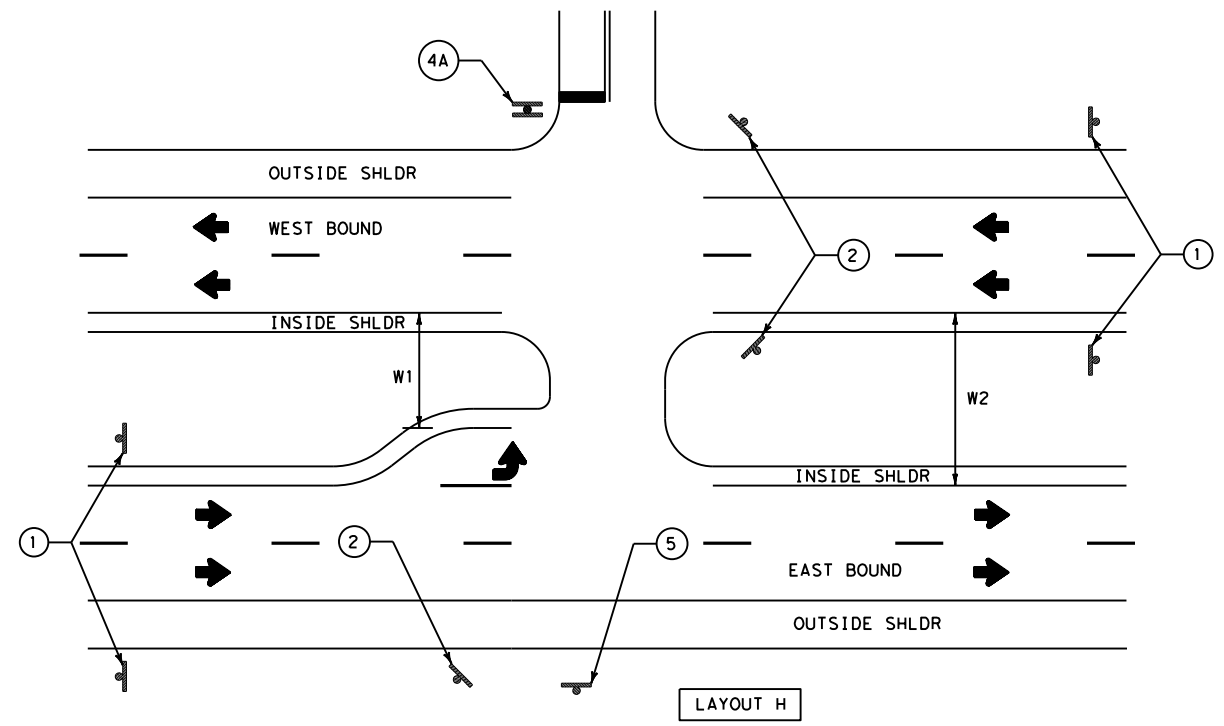 4A
OUTSIDE SHLDR
WEST BOUND
2
1
INSIDE SHLDR
W1
W2
INSIDE SHLDR
1
2
5
EAST BOUND
OUTSIDE SHLDR
LAYOUT H